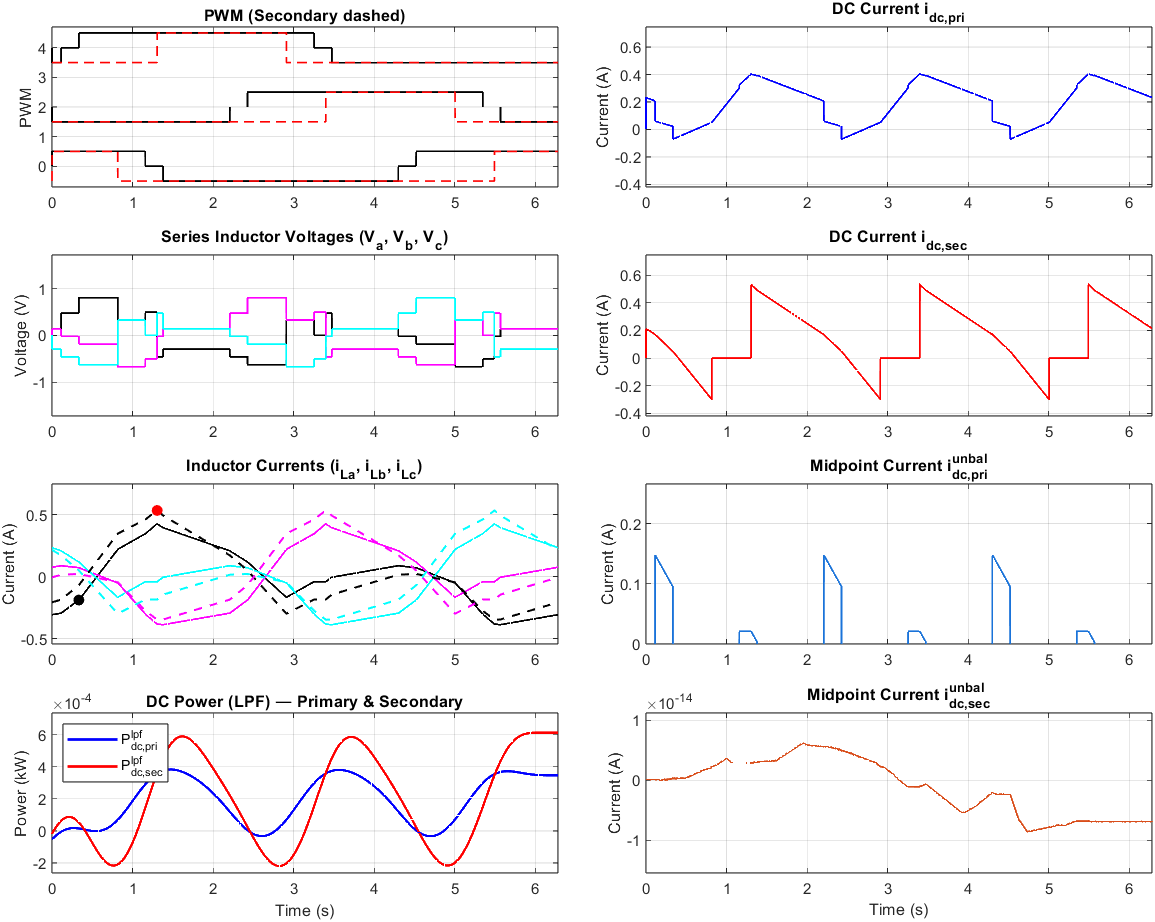 PWM (Secondary dashed)
PWM
4
3
2
1
0
0 1 2 3 4 5 6
DC Current i_dc,pri
Current (A)
0.6
0.4
0.2
0
-0.2
-0.4
0 1 2 3 4 5 6
Series Inductor Voltages (V_a, V_b, V_c)
Voltage (V)
1
0
-1
0 1 2 3 4 5 6
DC Current i_dc,sec
Current (A)
0.6
0.4
0.2
0
-0.2
-0.4
0 1 2 3 4 5 6
Inductor Currents (i_La, i_Lb, i_Lc)
Current (A)
0.5
0
-0.5
0 1 2 3 4 5 6
Midpoint Current i_dc,pri^unbal
Current (A)
0.2
0.1
0
0 1 2 3 4 5 6
DC Power (LPF) — Primary & Secondary
×10^-4
Power (kW)
6
4
2
0
-2
P_dc,pri^lpf
P_dc,sec^lpf
0 1 2 3 4 5 6
Time (s)
Midpoint Current i_dc,sec^unbal
×10^-14
Current (A)
1
0
-1
0 1 2 3 4 5 6
Time (s)